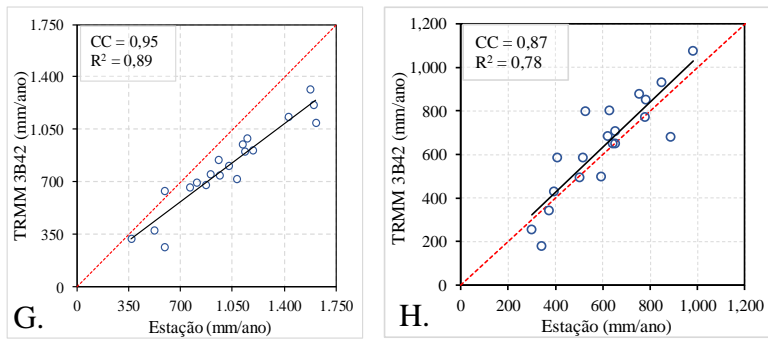 1.750
1.400
1.050
700
350
0
TRMM 3B42 (mm/ano)
CC = 0,95
R² = 0,89
0
350
700
1.050
1.400
1.750
Estação (mm/ano)
G.
1,200
1,000
800
600
400
200
0
TRMM 3B42 (mm/ano)
CC = 0,87
R² = 0,78
0
200
400
600
800
1,000
1,200
Estação (mm/ano)
H.